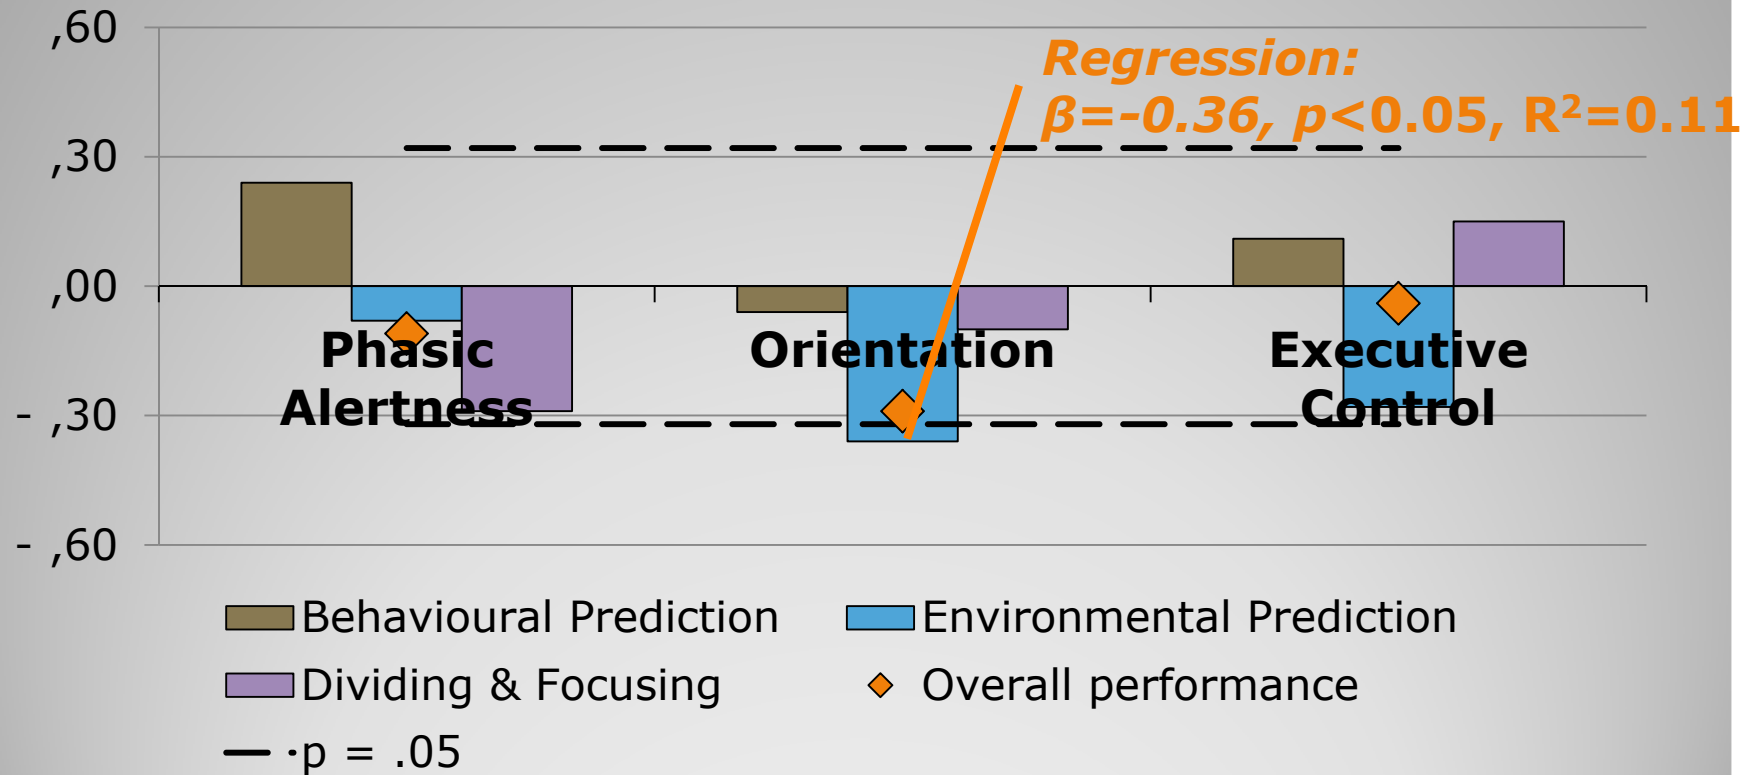 ,60
Regression:
β=-0.36, p<0.05, R²=0.11
,30
,00
Phasic
Alertness
Orientation
Executive
Control
- ,30
- ,60
Behavioural Prediction
Environmental Prediction
Dividing & Focusing
Overall performance
p = .05